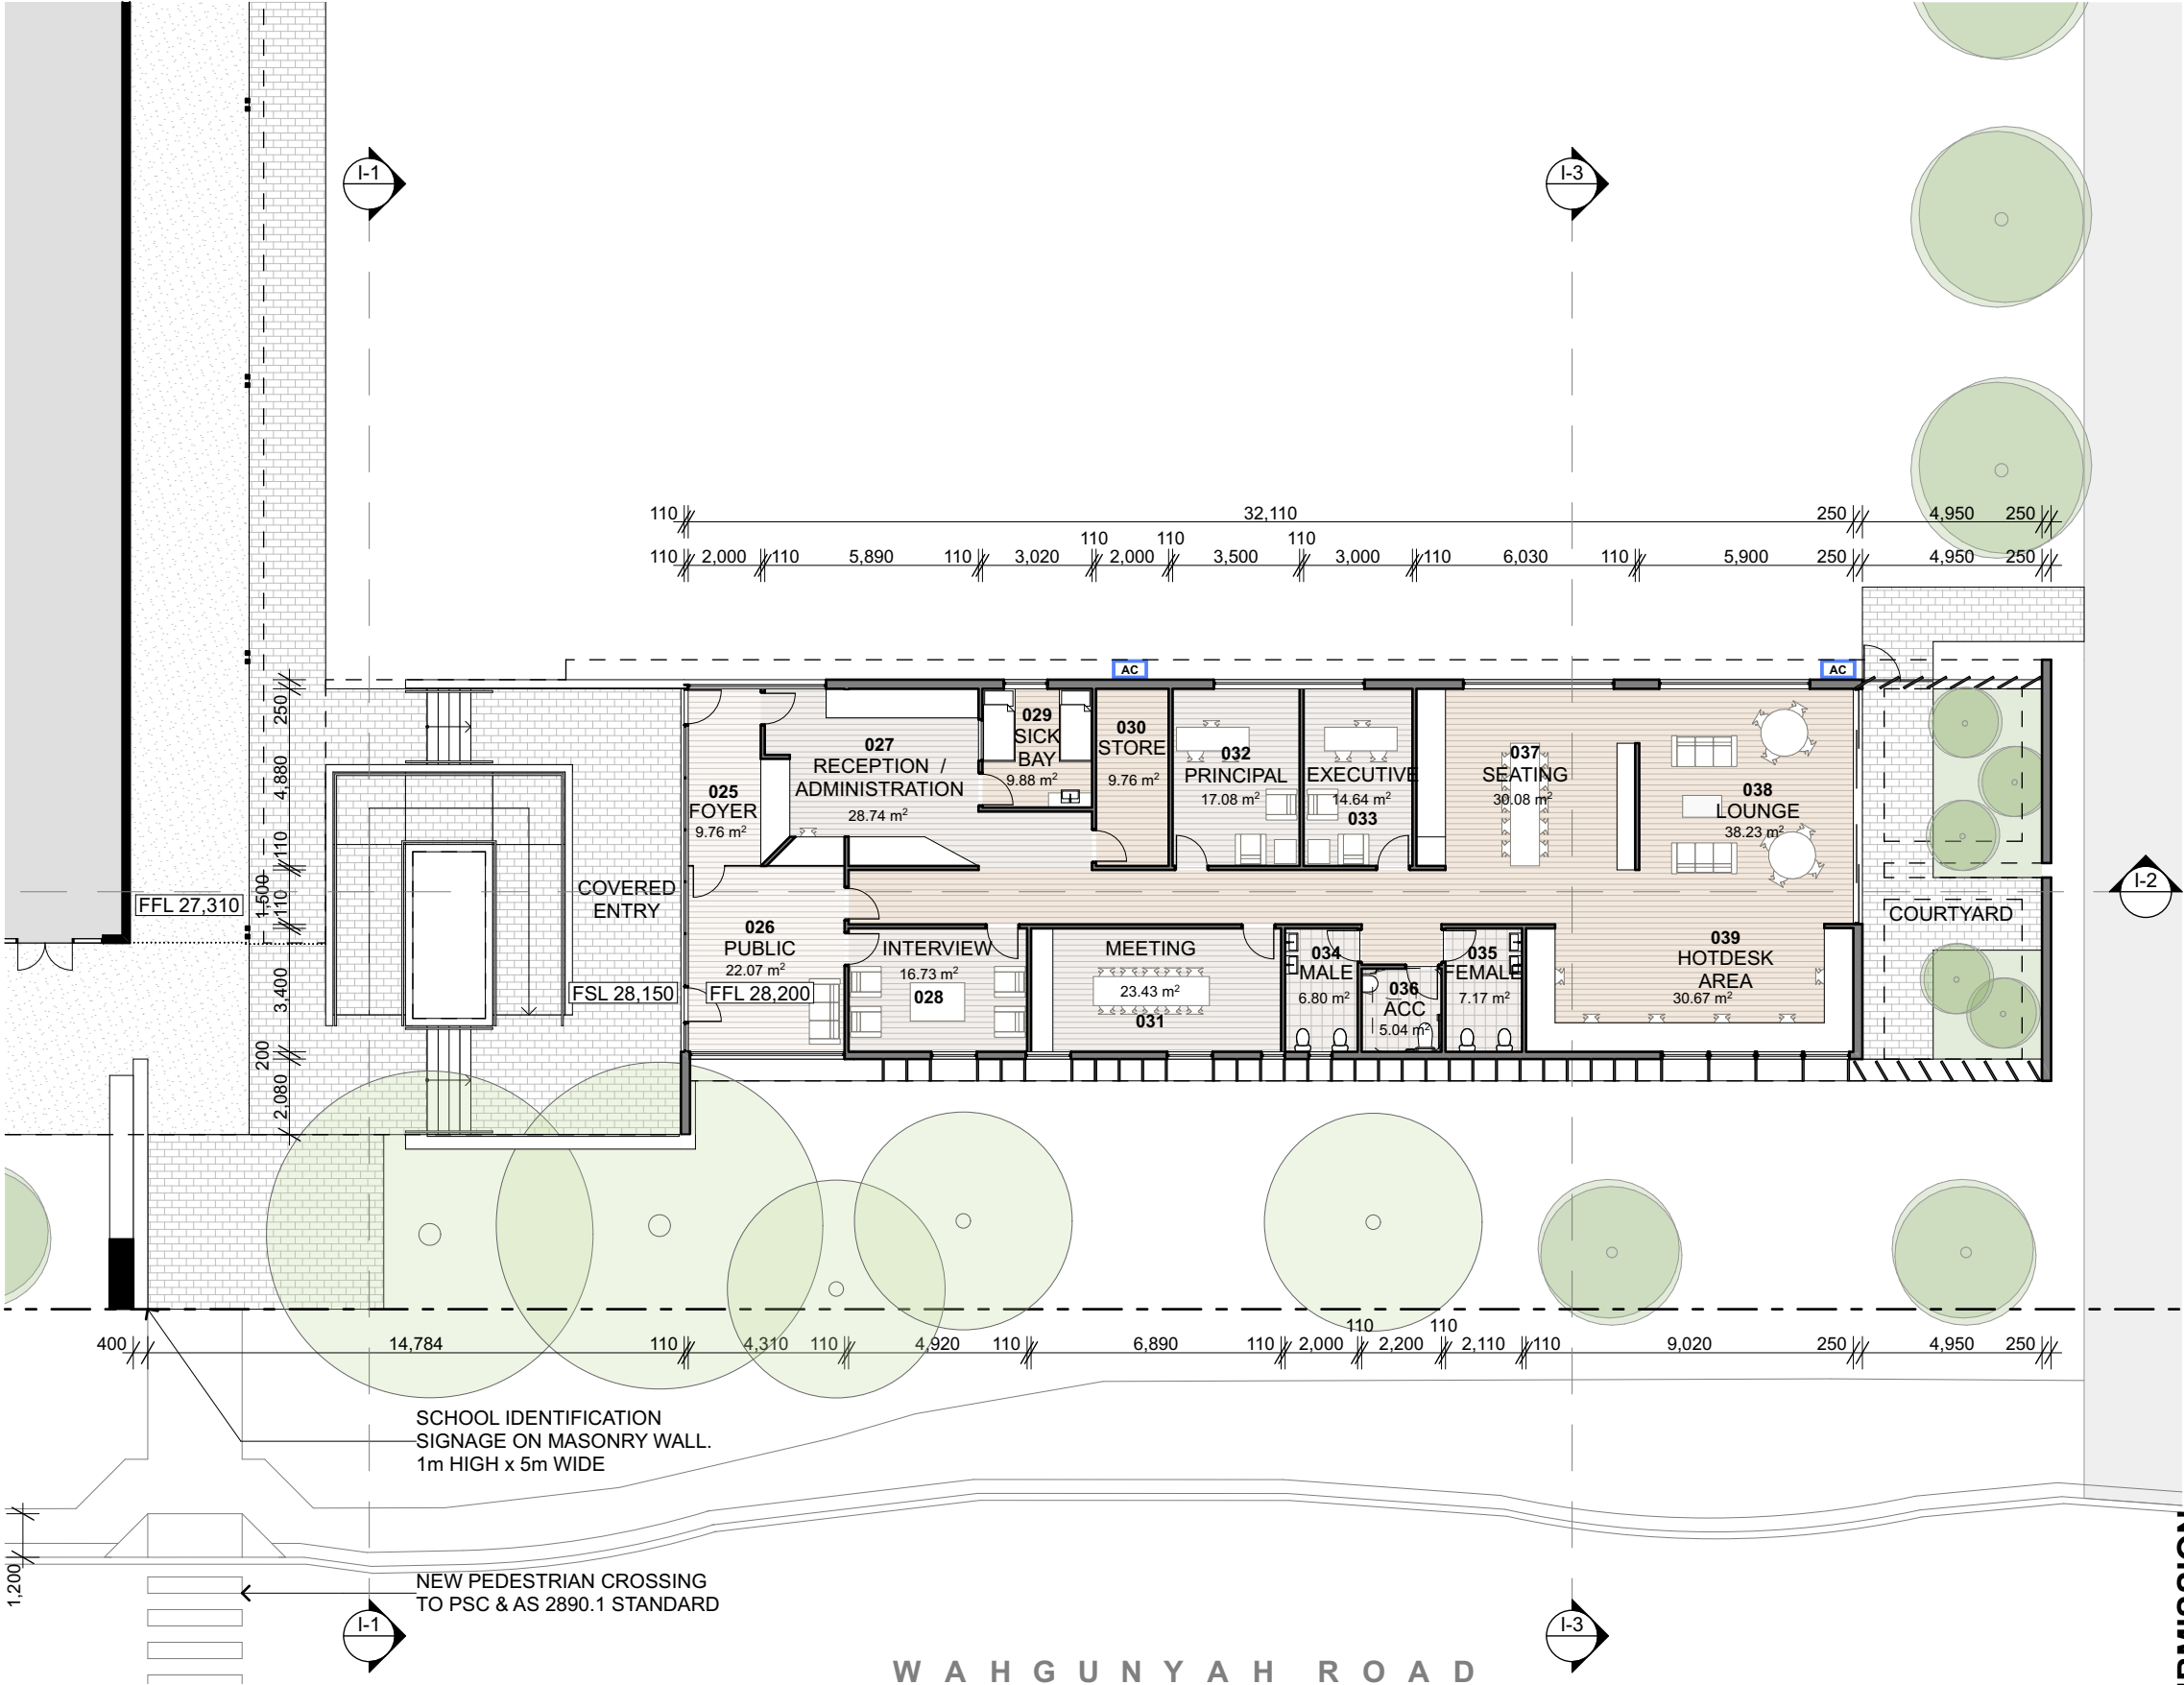 I-1
I-3
110
32,110
250
4,950
250
110
110
110
110
2,000
110
5,890
110
3,020
2,000
3,500
3,000
110
6,030
110
5,900
250
4,950
250
AC
AC
250
4,880
110
1,500
110
3,400
200
2,080
029
SICK
BAY
9.88 m²
030
STORE
9.76 m²
027
RECEPTION /
ADMINISTRATION
28.74 m²
032
PRINCIPAL
17.08 m²
EXECUTIVE
14.64 m²
033
037
SEATING
30.08 m²
038
LOUNGE
38.23 m²
025
FOYER
9.76 m²
COVERED
ENTRY
FFL 27,310
I-2
COURTYARD
026
PUBLIC
22.07 m²
INTERVIEW
16.73 m²
028
MEETING
23.43 m²
031
034
MALE
6.80 m²
036
ACC
5.04 m²
035
FEMALE
7.17 m²
039
HOTDESK
AREA
30.67 m²
FSL 28,150
FFL 28,200
400
14,784
110
4,310
110
4,920
110
6,890
110
2,000
110
2,200
110
2,110
110
9,020
250
4,950
250
SCHOOL IDENTIFICATION
SIGNAGE ON MASONRY WALL.
1m HIGH x 5m WIDE
1,200
NEW PEDESTRIAN CROSSING
TO PSC & AS 2890.1 STANDARD
I-1
I-3
WAHGUNYAH ROAD